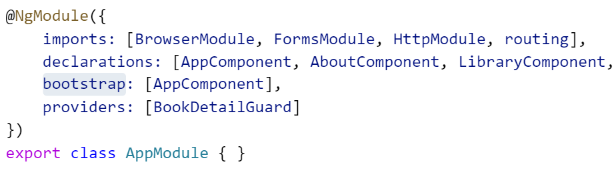 @NgModule({
    imports: [BrowserModule, FormsModule, HttpModule, routing],
    declarations: [AppComponent, AboutComponent, LibraryComponent,
    bootstrap: [AppComponent],
    providers: [BookDetailGuard]
})
export class AppModule { }